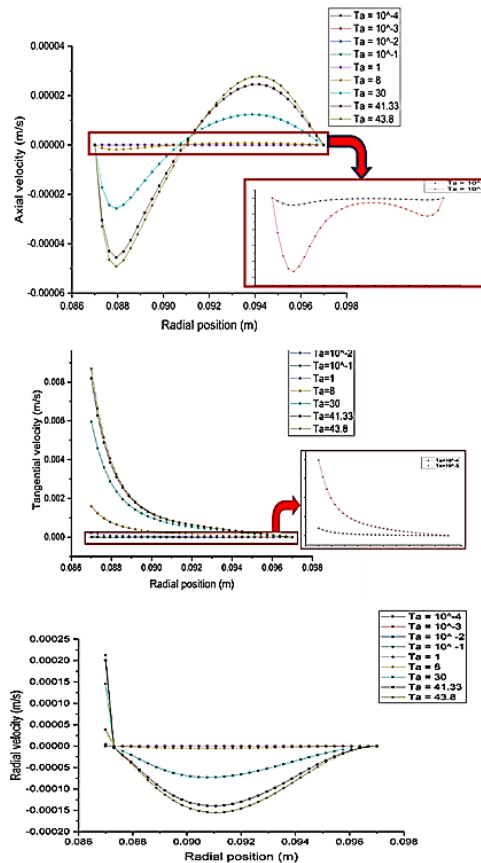 Ta = 10^-4
Ta = 10^-3
Ta = 10^-2
Ta = 10^-1
Ta = 1
Ta = 8
Ta = 30
Ta = 41.33
Ta = 43.8
Axial velocity (m/s)
0.00004
0.00002
0.00000
-0.00002
-0.00004
-0.00006
0.086
0.088
0.090
0.092
0.094
0.096
0.098
Radial position (m)
Ta=10^-2
Ta=10^-1
Ta=1
Ta=8
Ta=30
Ta=41.33
Ta=43.8
Tangential velocity (m/s)
0.008
0.006
0.004
0.002
0.000
Ta=10^-4
Ta=10^-3
0.086
0.088
0.090
0.092
0.094
0.096
0.098
Radial position (m)
Ta = 10^-4
Ta = 10^-3
Ta = 10^ -2
Ta = 10^ -1
Ta = 1
Ta = 8
Ta = 30
Ta = 41.33
Ta = 43.8
Radial velocity (m/s)
0.00025
0.00020
0.00015
0.00010
0.00005
0.00000
-0.00005
-0.00010
-0.00015
-0.00020
0.086
0.088
0.090
0.092
0.094
0.096
0.098
Radial position (m)